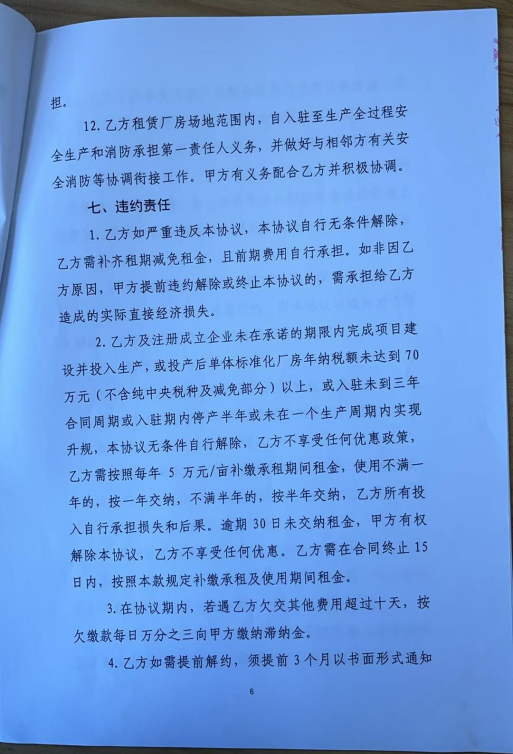 担。
12.乙方租赁厂房场地范围内，自入驻至生产全过程安
全生产和消防承担第一责任人义务，并做好与相邻方有关安
全消防等协调衔接工作。甲方有义务配合乙方并积极协调。
七、违约责任
1.乙方如严重违反本协议，本协议自行无条件解除，
乙方需补齐租期减免租金，且前期费用自行承担。如非因乙
方原因，甲方提前违约解除或终止本协议的，需承担给乙方
造成的实际直接经济损失。
2.乙方及注册成立企业未在承诺的期限内完成项目建
设并投入生产，或投产后单体标准化厂房年纳税额未达到70
万元（不含纯中央税种及减免部分）以上，或入驻未到三年
合同周期或入驻期内停产半年或未在一个生产周期内实现
升规，本协议无条件自行解除，乙方不享受任何优惠政策，
乙方需按照每年 5 万元/亩补缴承租期间租金，使用不满一
年的，按一年交纳，不满半年的，按半年交纳，乙方所有投
入自行承担损失和后果。逾期30日未交纳租金，甲方有权
解除本协议，乙方不享受任何优惠。乙方需在合同终止15
日内，按照本款规定补缴承租及使用期间租金。
3.在协议期内，若遇乙方欠交其他费用超过十天，按
欠缴款每日万分之三向甲方缴纳滞纳金。
4.乙方如需提前解约，须提前3个月以书面形式通知
6